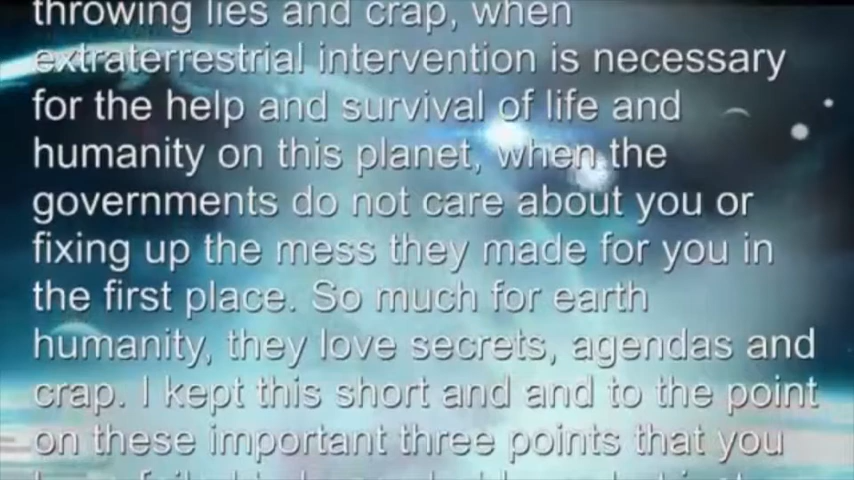 throwing lies and crap, when
extraterrestrial intervention is necessary
for the help and survival of life and
humanity on this planet, when the
governments do not care about you or
fixing up the mess they made for you in
the first place. So much for earth
humanity, they love secrets, agendas and
crap. I kept this short and and to the point
on these important three points that you